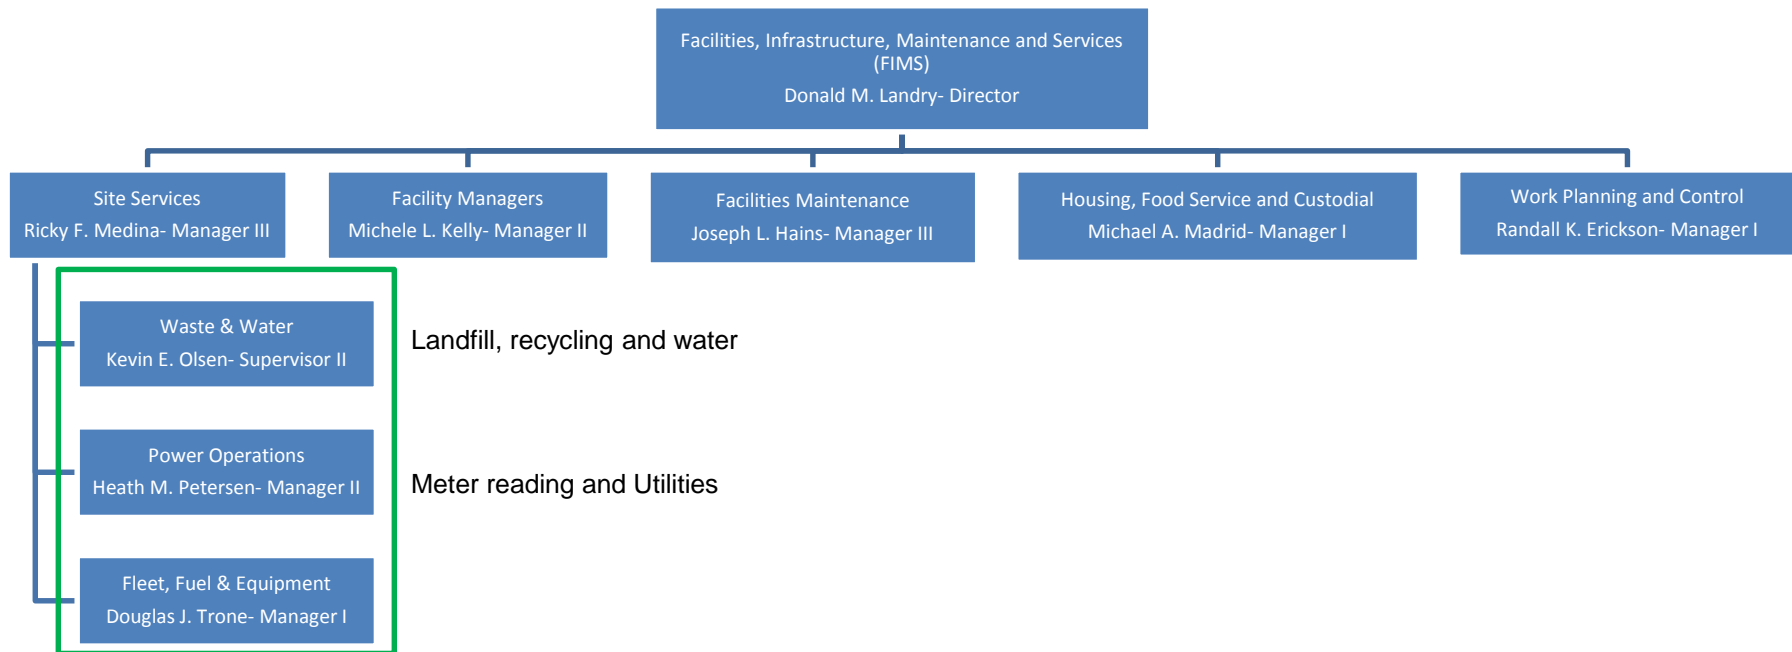 Facilities, Infrastructure, Maintenance and Services
(FIMS)
Donald M. Landry- Director
Site Services
Ricky F. Medina- Manager III
Facility Managers
Michele L. Kelly- Manager II
Facilities Maintenance
Joseph L. Hains- Manager III
Housing, Food Service and Custodial
Michael A. Madrid- Manager I
Work Planning and Control
Randall K. Erickson- Manager I
Waste & Water
Kevin E. Olsen- Supervisor II
Landfill, recycling and water
Power Operations
Heath M. Petersen- Manager II
Meter reading and Utilities
Fleet, Fuel & Equipment
Douglas J. Trone- Manager I